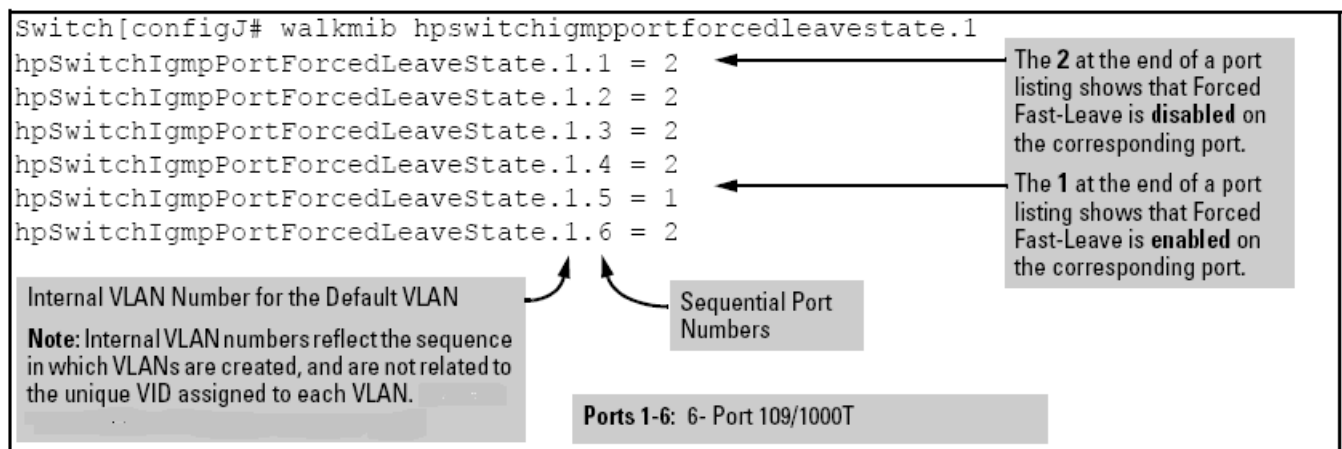 Switch[configJ# walkmib hpswitchigmpportforcedleavestate.1
hpSwitchIgmpPortForcedLeaveState.1.1 = 2
hpSwitchIgmpPortForcedLeaveState.1.2 = 2
hpSwitchIgmpPortForcedLeaveState.1.3 = 2
hpSwitchIgmpPortForcedLeaveState.1.4 = 2
hpSwitchIgmpPortForcedLeaveState.1.5 = 1
hpSwitchIgmpPortForcedLeaveState.1.6 = 2
The 2 at the end of a port
listing shows that Forced
Fast-Leave is disabled on
the corresponding port.
The 1 at the end of a port
listing shows that Forced
Fast-Leave is enabled on
the corresponding port.
Internal VLAN Number for the Default VLAN
Note: Internal VLAN numbers reflect the sequence
in which VLANs are created, and are not related to
the unique VID assigned to each VLAN.
Sequential Port
Numbers
Ports 1-6: 6- Port 109/1000T